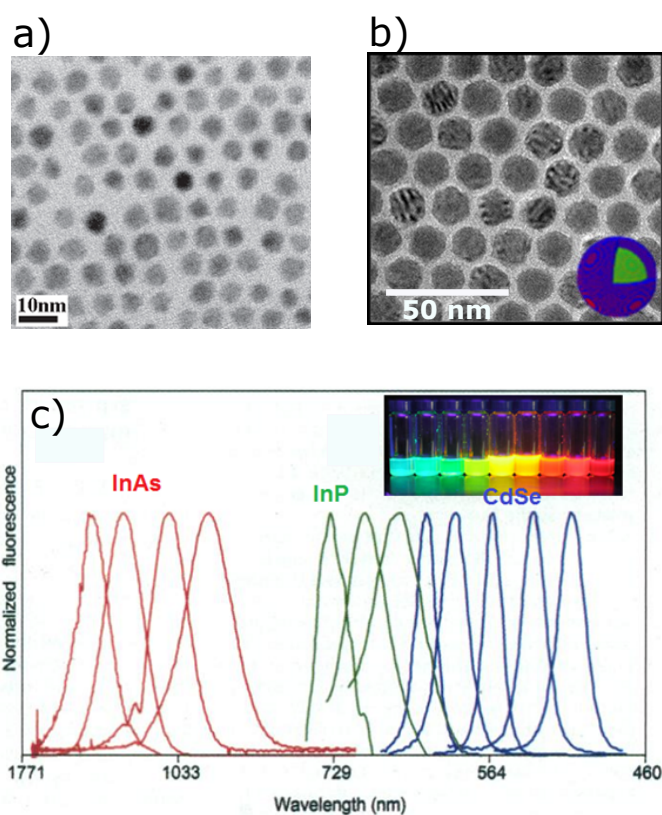 a)
b)
10nm
50 nm
c)
InAs
InP
CdSe
Normalized fluorescence
1771
1033
729
564
460
Wavelength (nm)